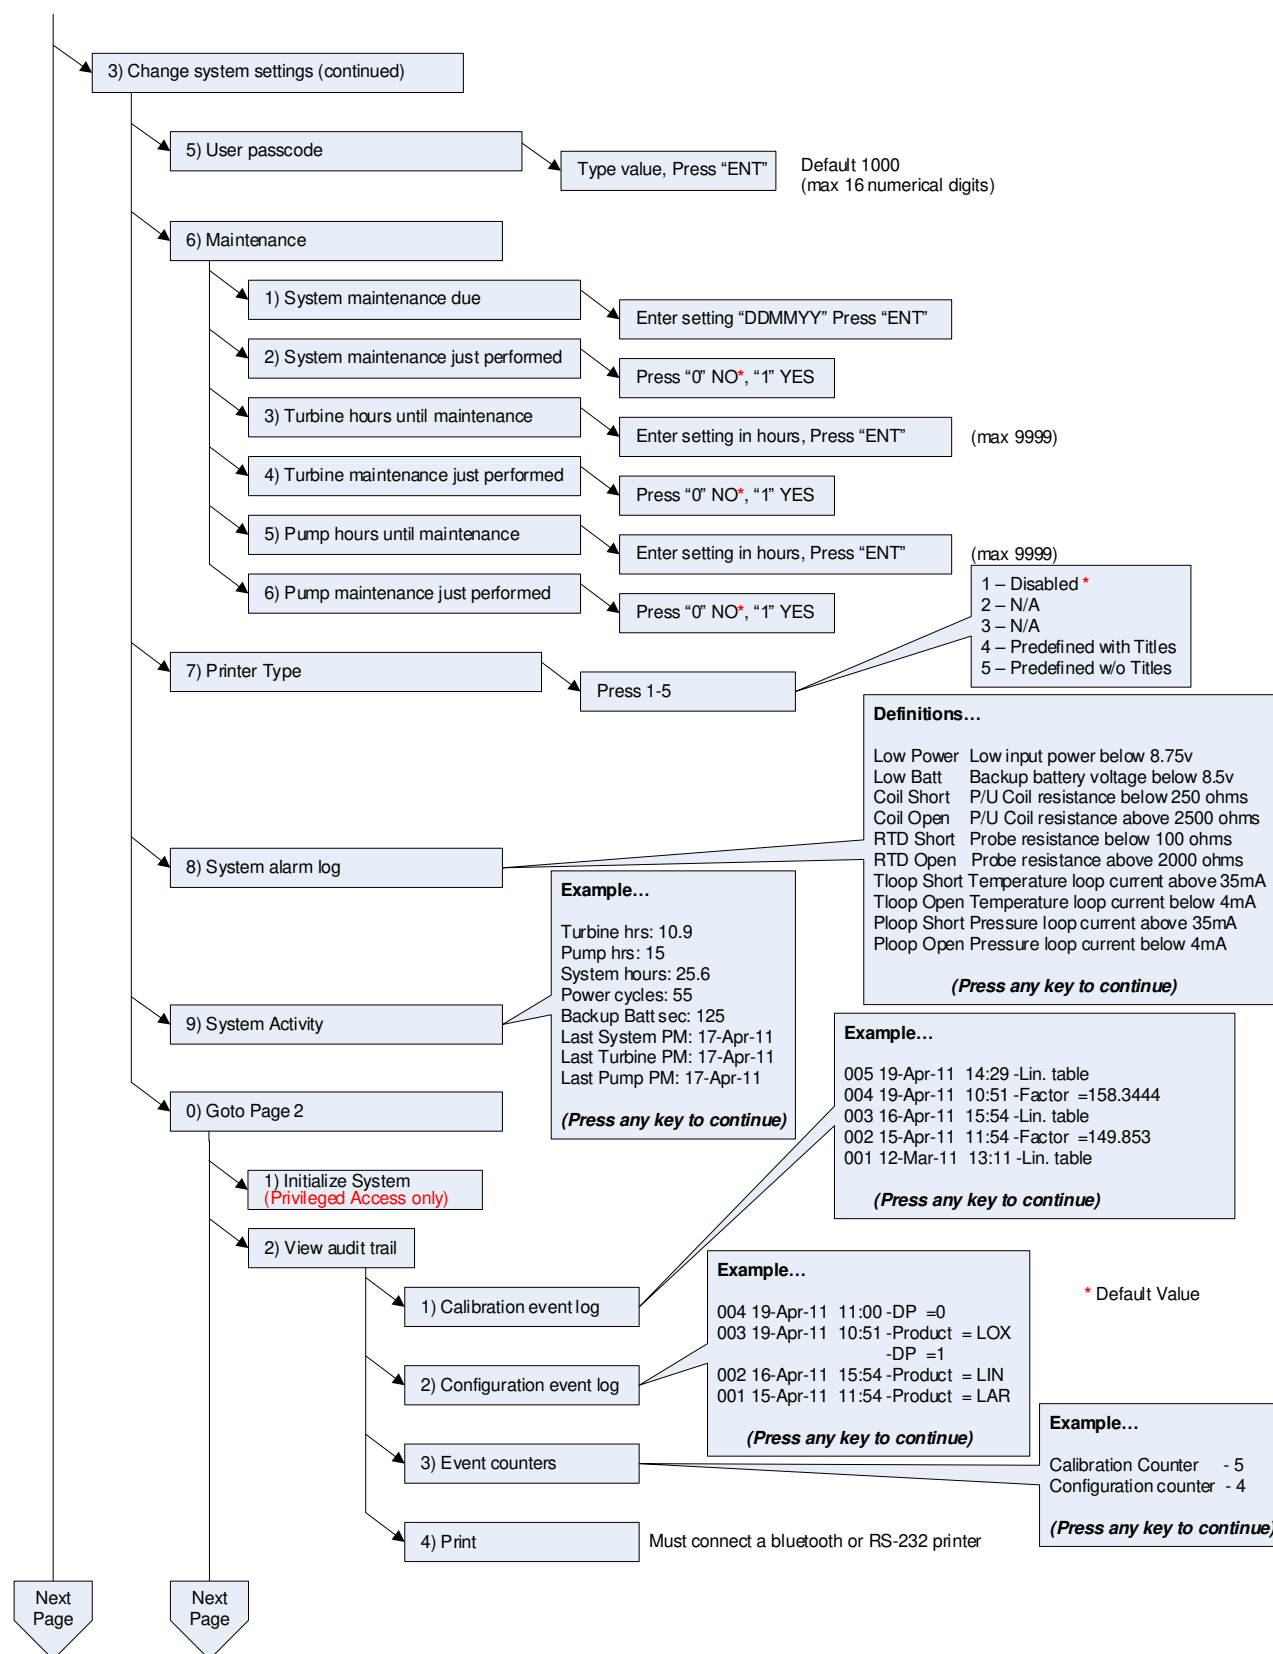 3) Change system settings (continued)
5) User passcode
Type value, Press “ENT”
Default 1000
(max 16 numerical digits)
6) Maintenance
1) System maintenance due
Enter setting “DDMMYY” Press “ENT”
2) System maintenance just performed
Press “0” NO*, “1” YES
3) Turbine hours until maintenance
Enter setting in hours, Press “ENT”
(max 9999)
4) Turbine maintenance just performed
Press “0” NO*, “1” YES
5) Pump hours until maintenance
Enter setting in hours, Press “ENT”
(max 9999)
6) Pump maintenance just performed
Press “0” NO*, “1” YES
1 – Disabled *
2 – N/A
3 – N/A
4 – Predefined with Titles
5 – Predefined w/o Titles
7) Printer Type
Press 1-5
Definitions…
Low Power Low input power below 8.75v
Low Batt Backup battery voltage below 8.5v
Coil Short P/U Coil resistance below 250 ohms
Coil Open P/U Coil resistance above 2500 ohms
RTD Short Probe resistance below 100 ohms
RTD Open Probe resistance above 2000 ohms
Tloop Short Temperature loop current above 35mA
Tloop Open Temperature loop current below 4mA
Ploop Short Pressure loop current above 35mA
Ploop Open Pressure loop current below 4mA
(Press any key to continue)
8) System alarm log
Example…
Turbine hrs: 10.9
Pump hrs: 15
System hours: 25.6
Power cycles: 55
Backup Batt sec: 125
Last System PM: 17-Apr-11
Last Turbine PM: 17-Apr-11
Last Pump PM: 17-Apr-11
(Press any key to continue)
9) System Activity
Example…
005 19-Apr-11 14:29 -Lin. table
004 19-Apr-11 10:51 -Factor =158.3444
003 16-Apr-11 15:54 -Lin. table
002 15-Apr-11 11:54 -Factor =149.853
001 12-Mar-11 13:11 -Lin. table
(Press any key to continue)
0) Goto Page 2
1) Initialize System
(Privileged Access only)
2) View audit trail
1) Calibration event log
Example…
004 19-Apr-11 11:00 -DP =0
003 19-Apr-11 10:51 -Product = LOX
-DP =1
002 16-Apr-11 15:54 -Product = LIN
001 15-Apr-11 11:54 -Product = LAR
(Press any key to continue)
* Default Value
2) Configuration event log
Example…
Calibration Counter - 5
Configuration counter - 4
(Press any key to continue)
3) Event counters
4) Print
Must connect a bluetooth or RS-232 printer
Next
Page
Next
Page